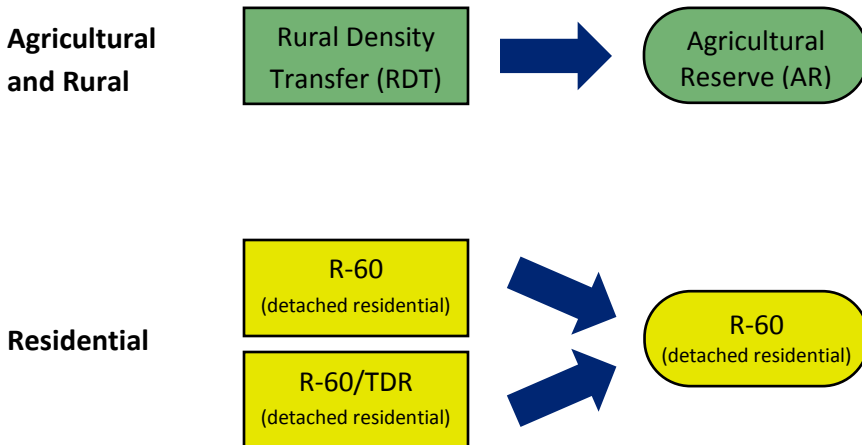 Agricultural
and Rural
Rural Density
Transfer (RDT)
Agricultural
Reserve (AR)
Residential
R-60
(detached residential)
R-60/TDR
(detached residential)
R-60
(detached residential)